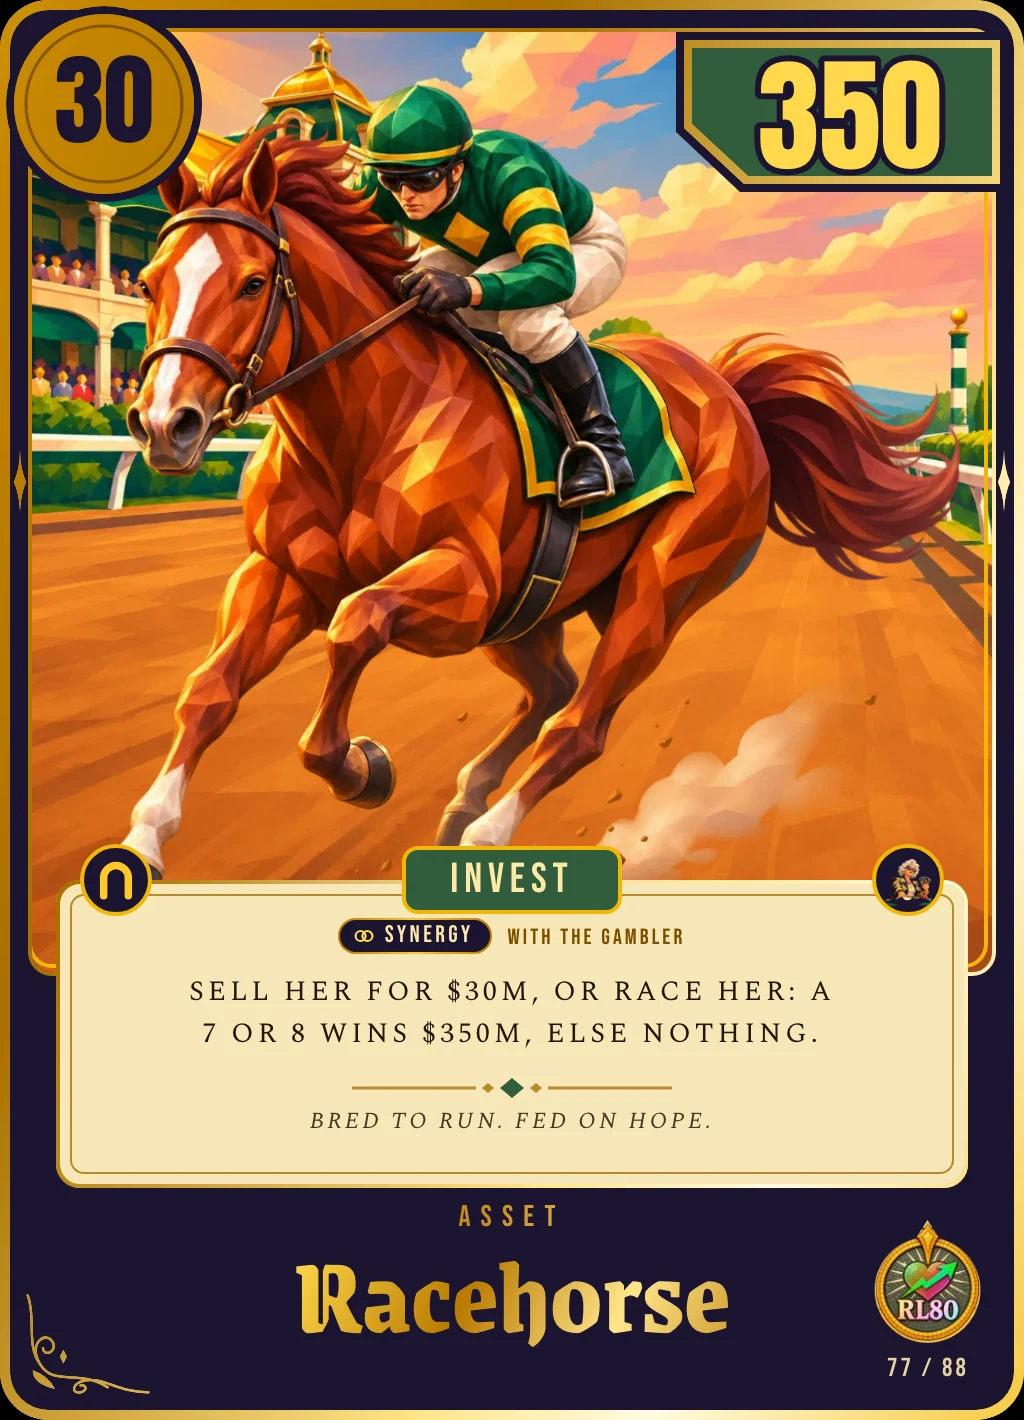 30
350
INVEST
SYNERGY WITH THE GAMBLER
SELL HER FOR $30M, OR RACE HER: A
7 OR 8 WINS $350M, ELSE NOTHING.
BRED TO RUN. FED ON HOPE.
ASSET
Racehorse
RL80
77 / 88